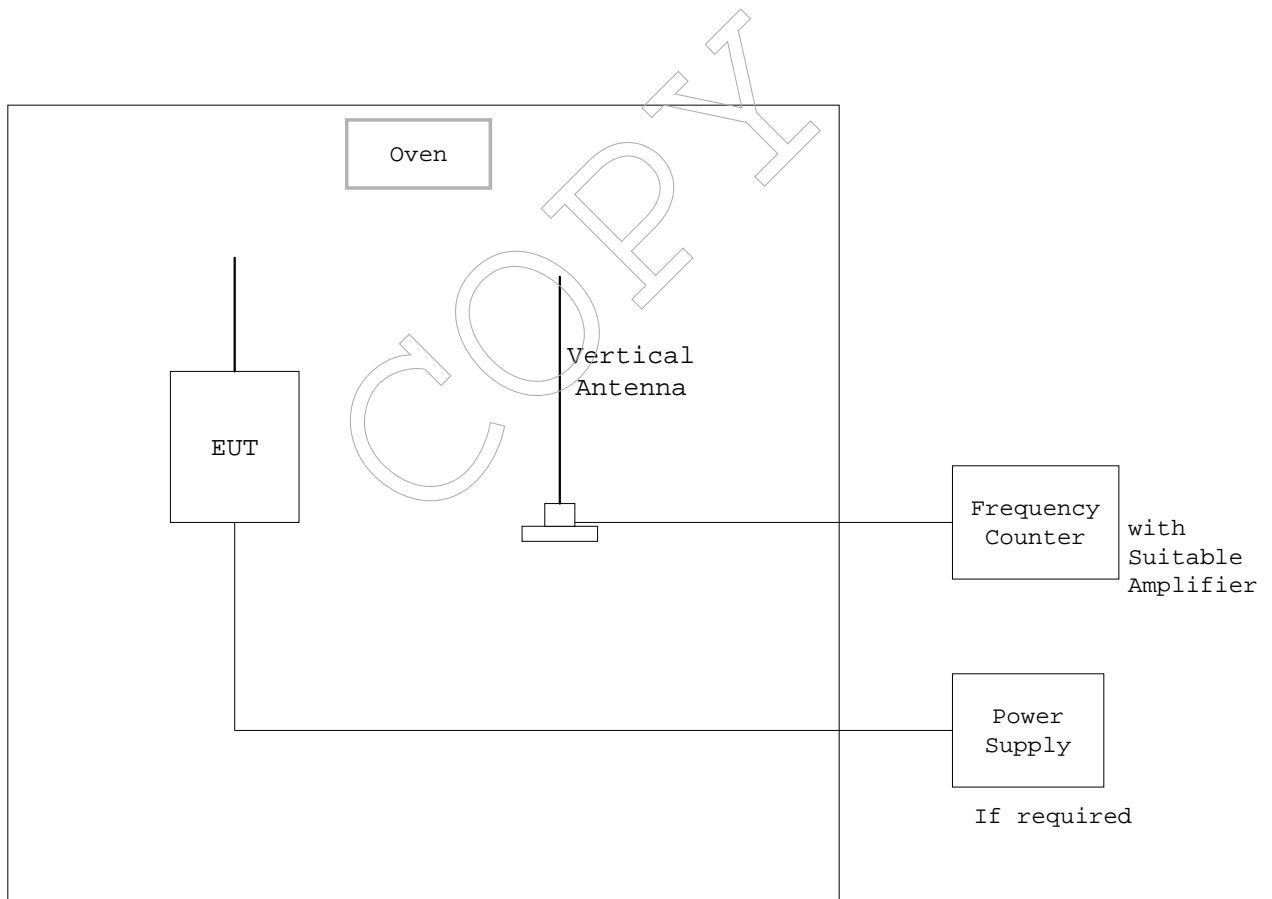 COPY
Oven
Vertical
Antenna
EUT
Frequency
Counter
with
Suitable
Amplifier
Power
Supply
If required